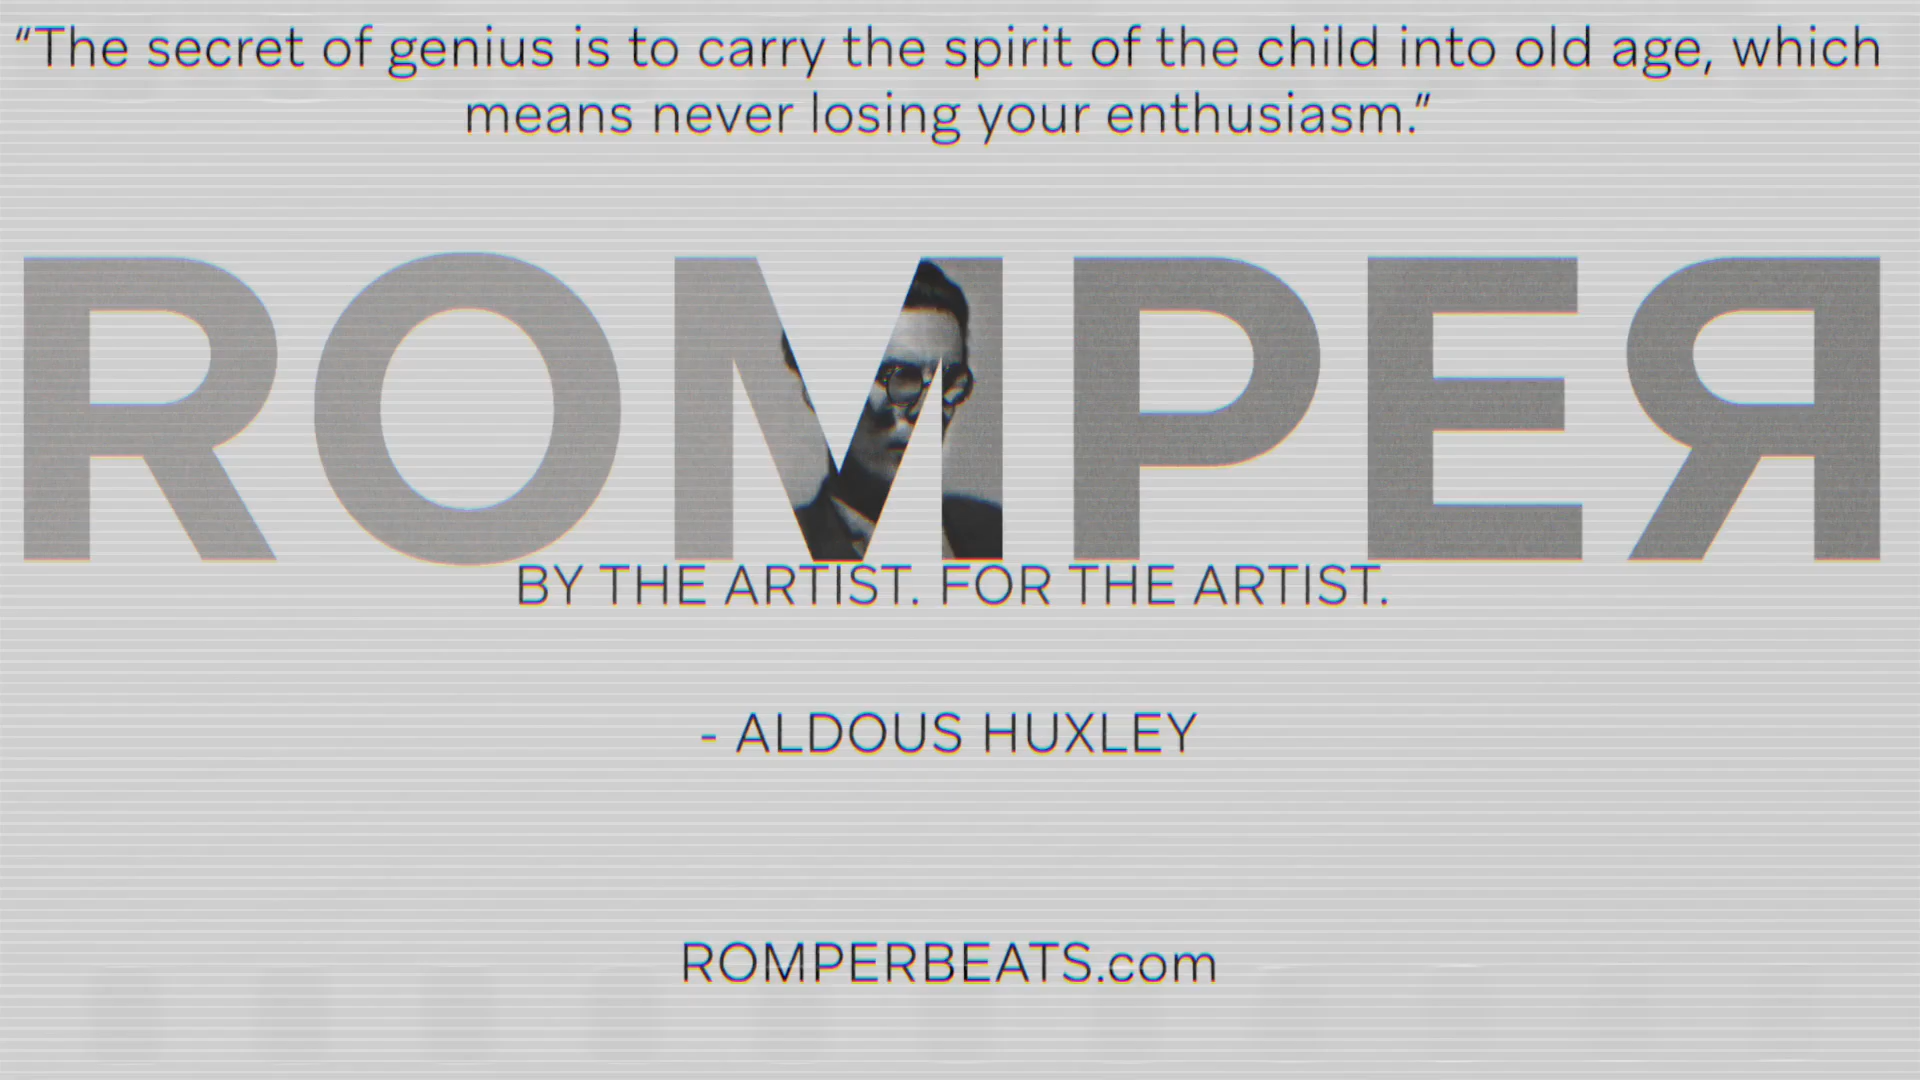 “The secret of genius is to carry the spirit of the child into old age, which
means never losing your enthusiasm.”
ROMPEЯ
BY THE ARTIST. FOR THE ARTIST.
- ALDOUS HUXLEY
ROMPERBEATS.com